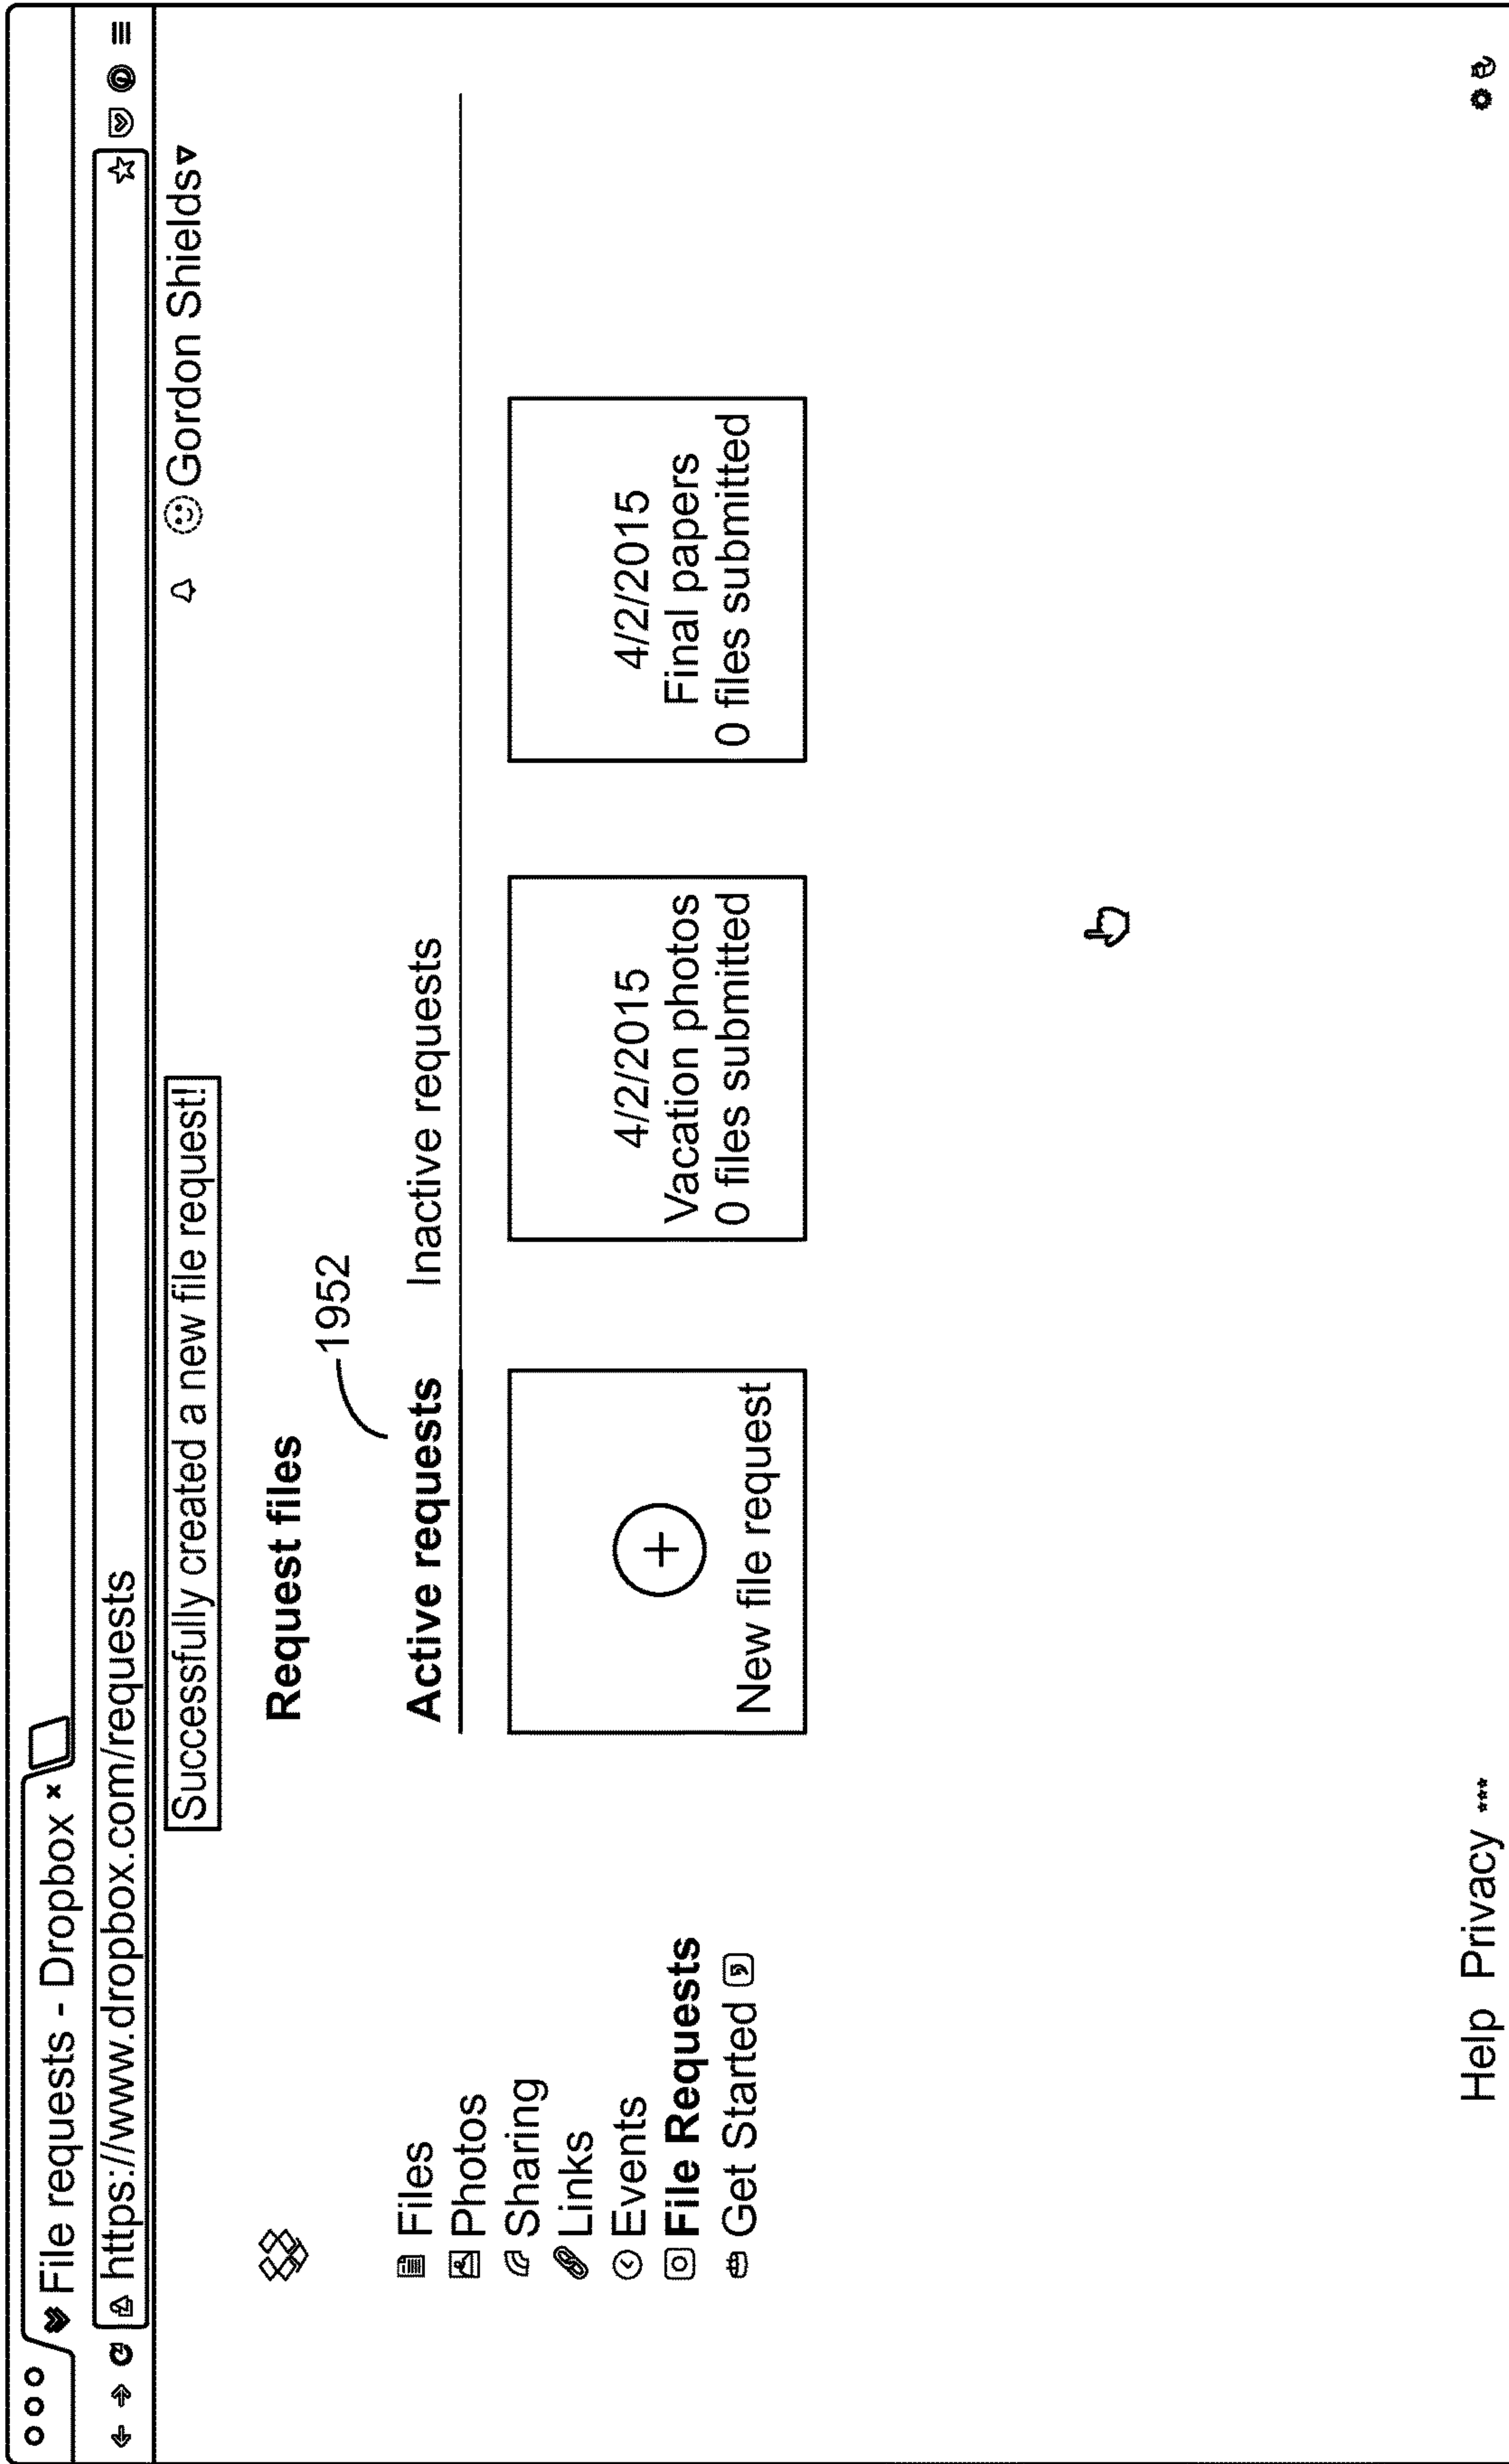 File requests - Dropbox
https://www.dropbox.com/requests
Successfully created a new file request!
Gordon Shields
Request files
1952
Active requests Inactive requests
Files
Photos
Sharing
Links
Events
File Requests
Get Started
New file request
4/2/2015
Vacation photos
0 files submitted
4/2/2015
Final papers
0 files submitted
Help Privacy ***